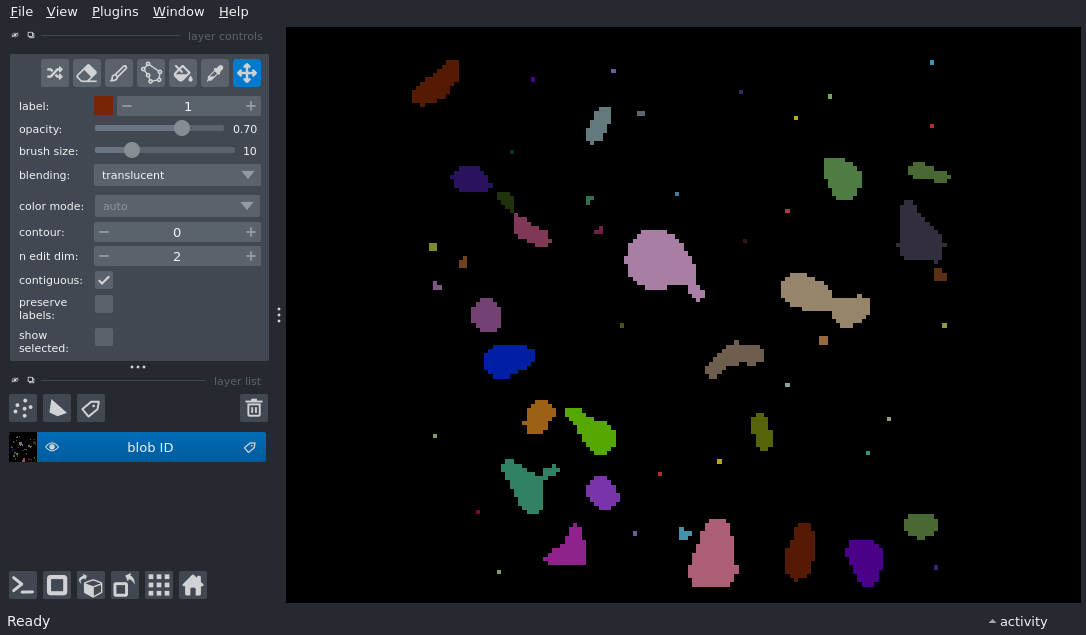 File View Plugins Window Help
layer controls
label: 1
opacity: 0.70
brush size: 10
blending: translucent
color mode: auto
contour: 0
n edit dim: 2
contiguous:
preserve
labels:
show
selected:
layer list
blob ID
Ready
activity